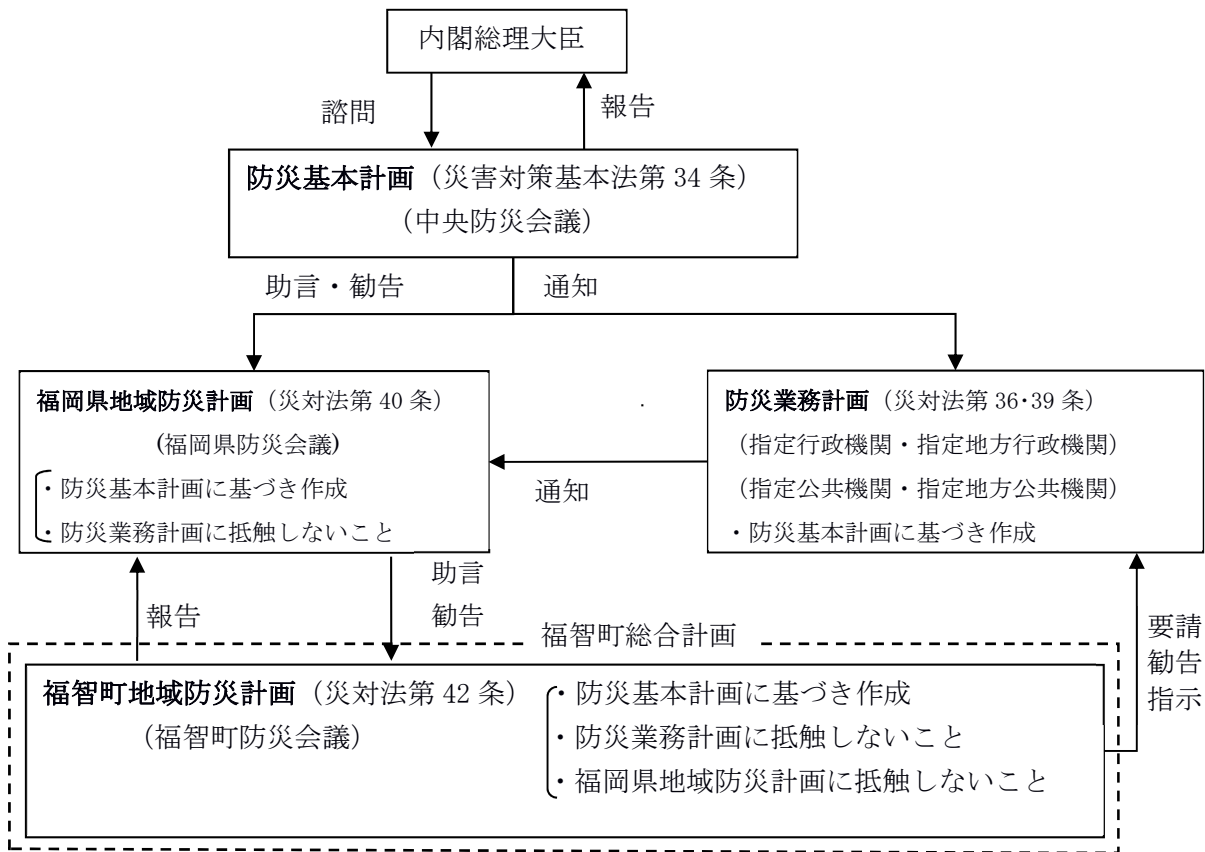 内閣総理大臣
諮問
報告
防災基本計画（災害対策基本法第 34 条）
（中央防災会議）
助言・勧告
通知
福岡県地域防災計画（災対法第 40 条）
(福岡県防災会議)
・防災基本計画に基づき作成
・防災業務計画に抵触しないこと
通知
防災業務計画（災対法第 36･39 条）
（指定行政機関・指定地方行政機関）
（指定公共機関・指定地方公共機関）
・防災基本計画に基づき作成
報告
助言
勧告
要請
勧告
指示
福智町総合計画
福智町地域防災計画（災対法第 42 条）
（福智町防災会議）
・防災基本計画に基づき作成
・防災業務計画に抵触しないこと
・福岡県地域防災計画に抵触しないこと